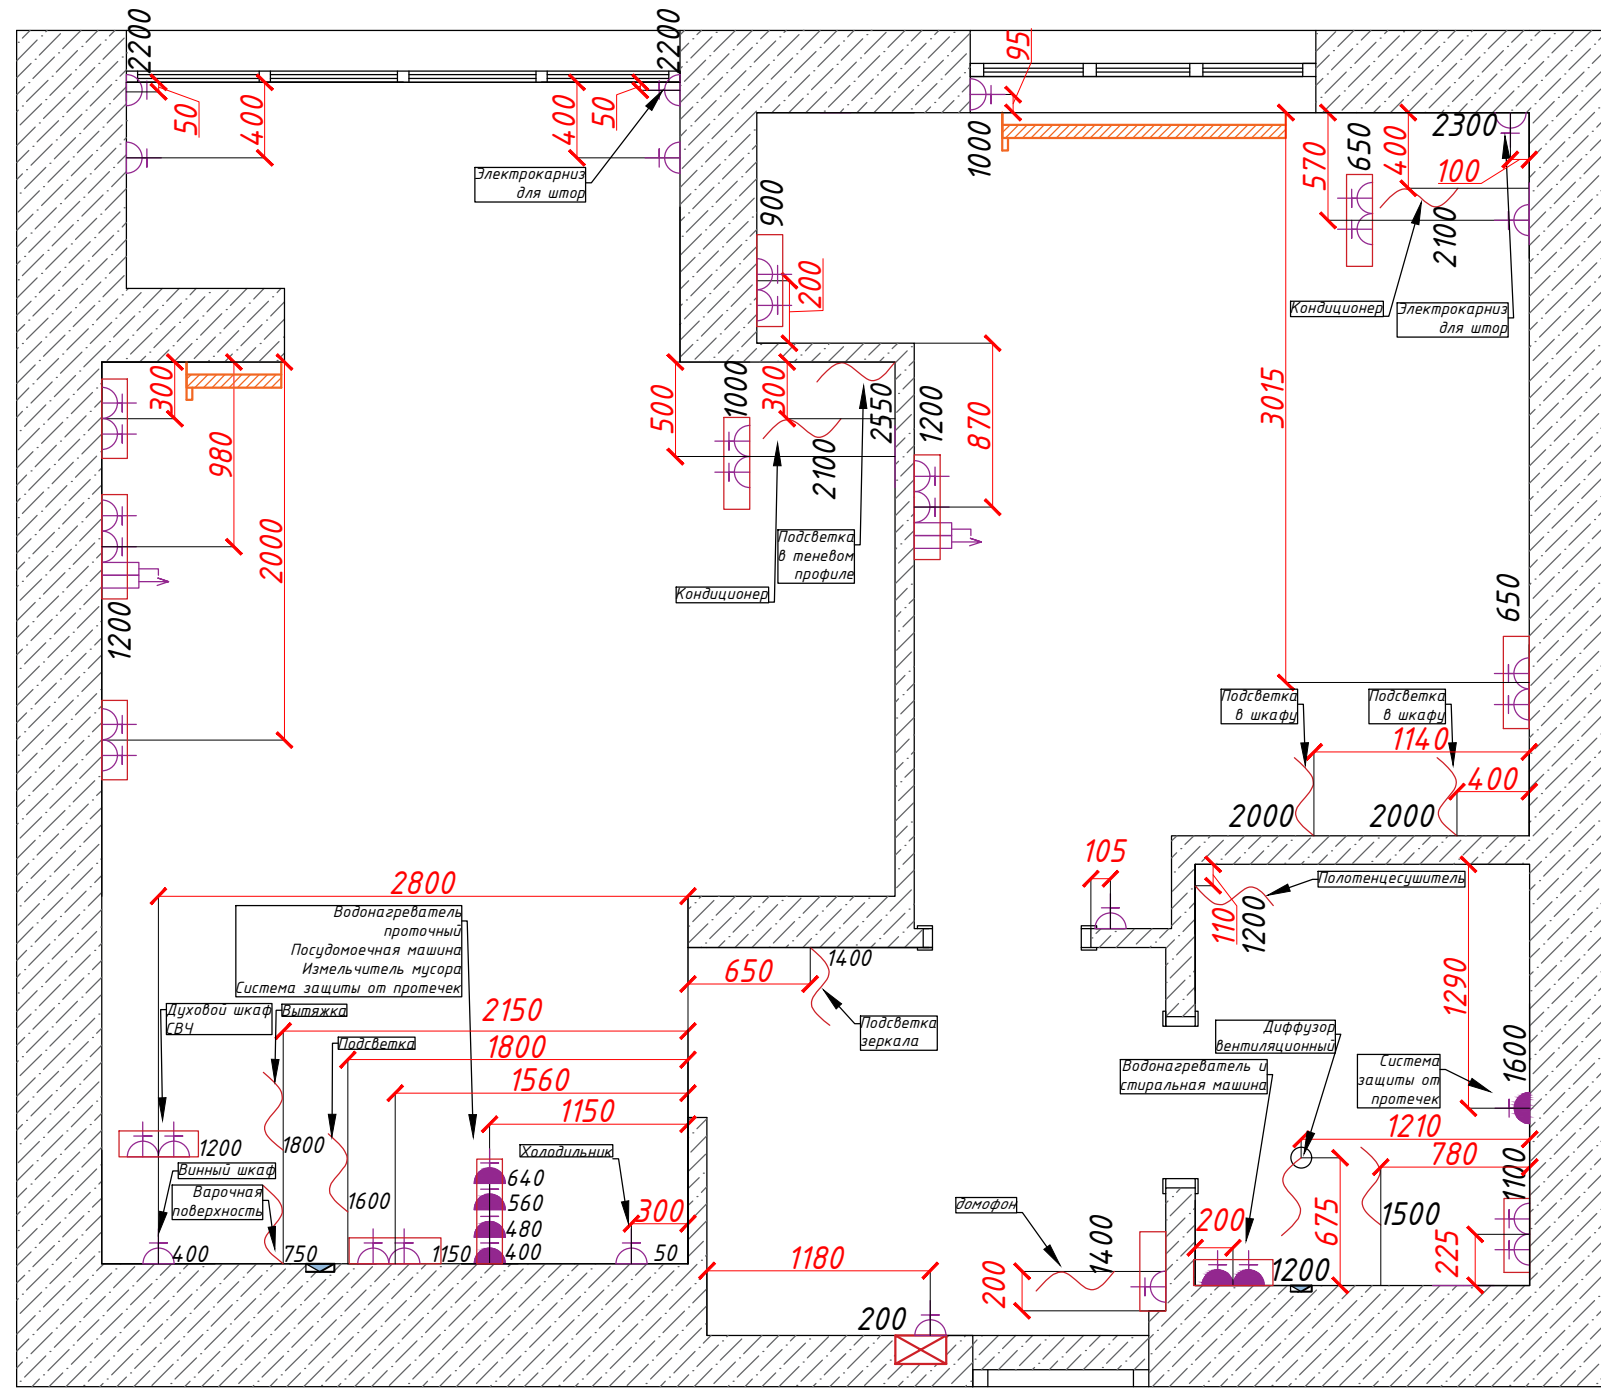 2200
2200
50
400
400
50
Электрокарниз
для штор
95
1000
900
200
570
650
400
2300
100
2100
Кондиционер
Электрокарниз
для штор
3015
300
980
2000
1200
500
1000
300
2550
2100
1200
870
Подсветка
в теневом
профиле
Кондиционер
650
Подсветка
в шкафу
Подсветка
в шкафу
1140
400
2000
2000
105
2800
Водонагреватель
проточный
Посудомоечная машина
Измельчитель мусора
Система защиты от протечек
650
1400
Подсветка
зеркала
110
1200
Полотенцесушитель
1290
1600
Духовой шкаф
СВЧ
Вытяжка
2150
Подсветка
1800
1560
1150
Диффузор
вентиляционный
Водонагреватель и
стиральная машина
Система
защиты от
протечек
1210
780
1100
1200
1800
Холодильник
Винный шкаф
Варочная
поверхность
1600
640
560
480
400
300
400
750
1150
50
домофон
1400
200
1180
200
200
1200
675
1500
225